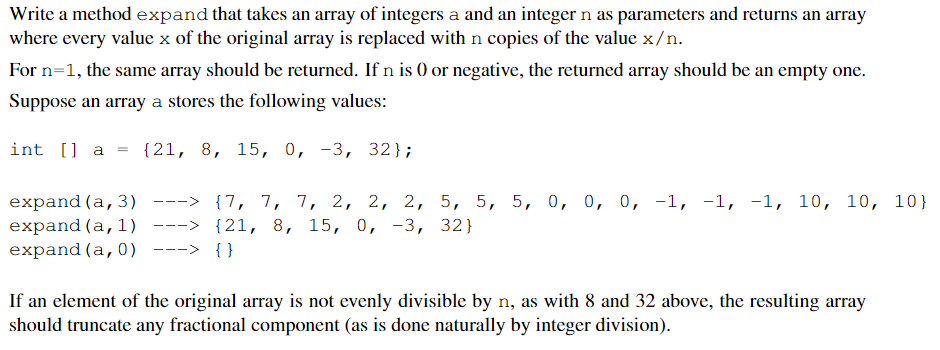 Write a method expand that takes an array of integers a and an integer n as parameters and returns an array
where every value x of the original array is replaced with n copies of the value x/n.
For n=1, the same array should be returned. If n is 0 or negative, the returned array should be an empty one.
Suppose an array a stores the following values:
int [] a = {21, 8, 15, 0, -3, 32};
expand(a,3) ---> {7, 7, 7, 2, 2, 2, 5, 5, 5, 0, 0, 0, -1, -1, -1, 10, 10, 10}
expand(a,1) ---> {21, 8, 15, 0, -3, 32}
expand(a,0) ---> {}
If an element of the original array is not evenly divisible by n, as with 8 and 32 above, the resulting array
should truncate any fractional component (as is done naturally by integer division).